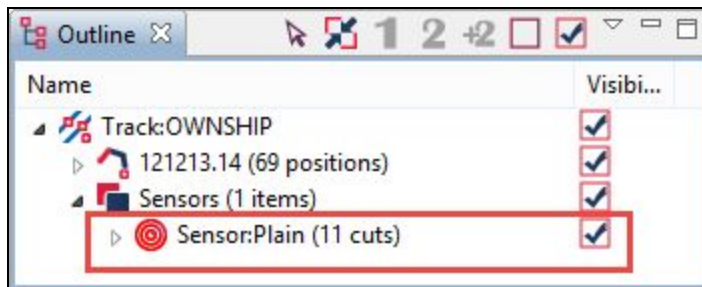 Outline 1 2 +2
Name Visibi...
Track:OWNSHIP
121213.14 (69 positions)
Sensors (1 items)
Sensor:Plain (11 cuts)